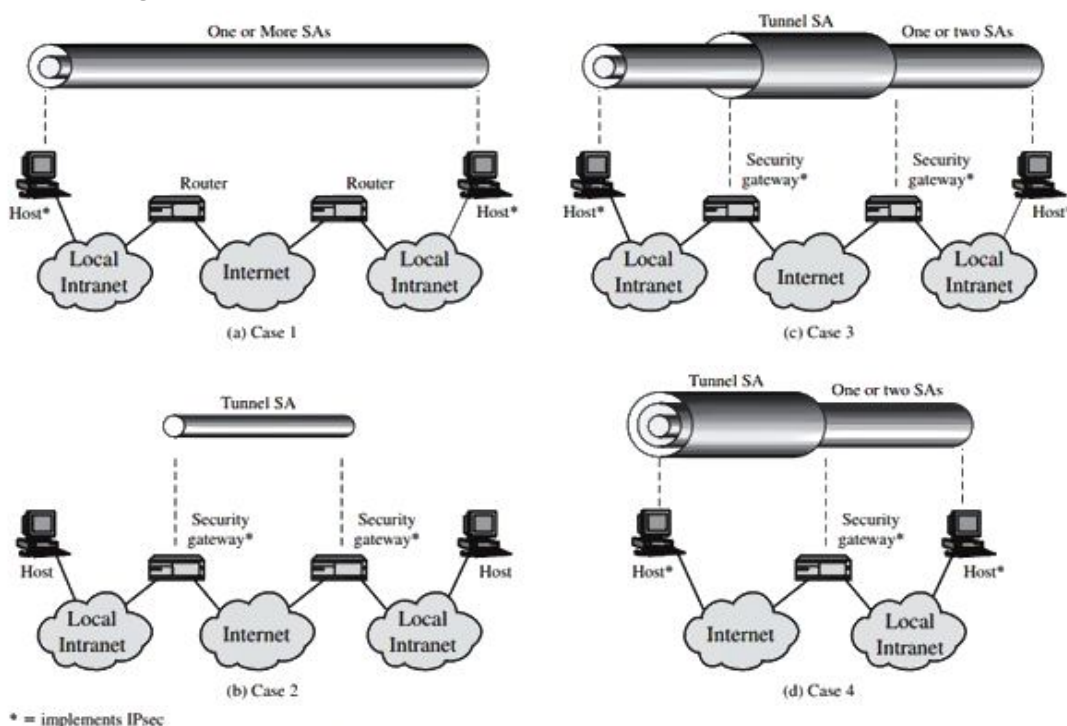 One or More SAs
Router
Router
Host*
Host*
Local
Intranet
Internet
Local
Intranet
(a) Case 1
Tunnel SA
One or two SAs
Security
gateway*
Security
gateway*
Host*
Host*
Local
Intranet
Internet
Local
Intranet
(c) Case 3
Tunnel SA
Security
gateway*
Security
gateway*
Host
Host
Local
Intranet
Internet
Local
Intranet
(b) Case 2
Tunnel SA
One or two SAs
Security
gateway*
Host*
Host*
Internet
Local
Intranet
(d) Case 4
* = implements IPsec